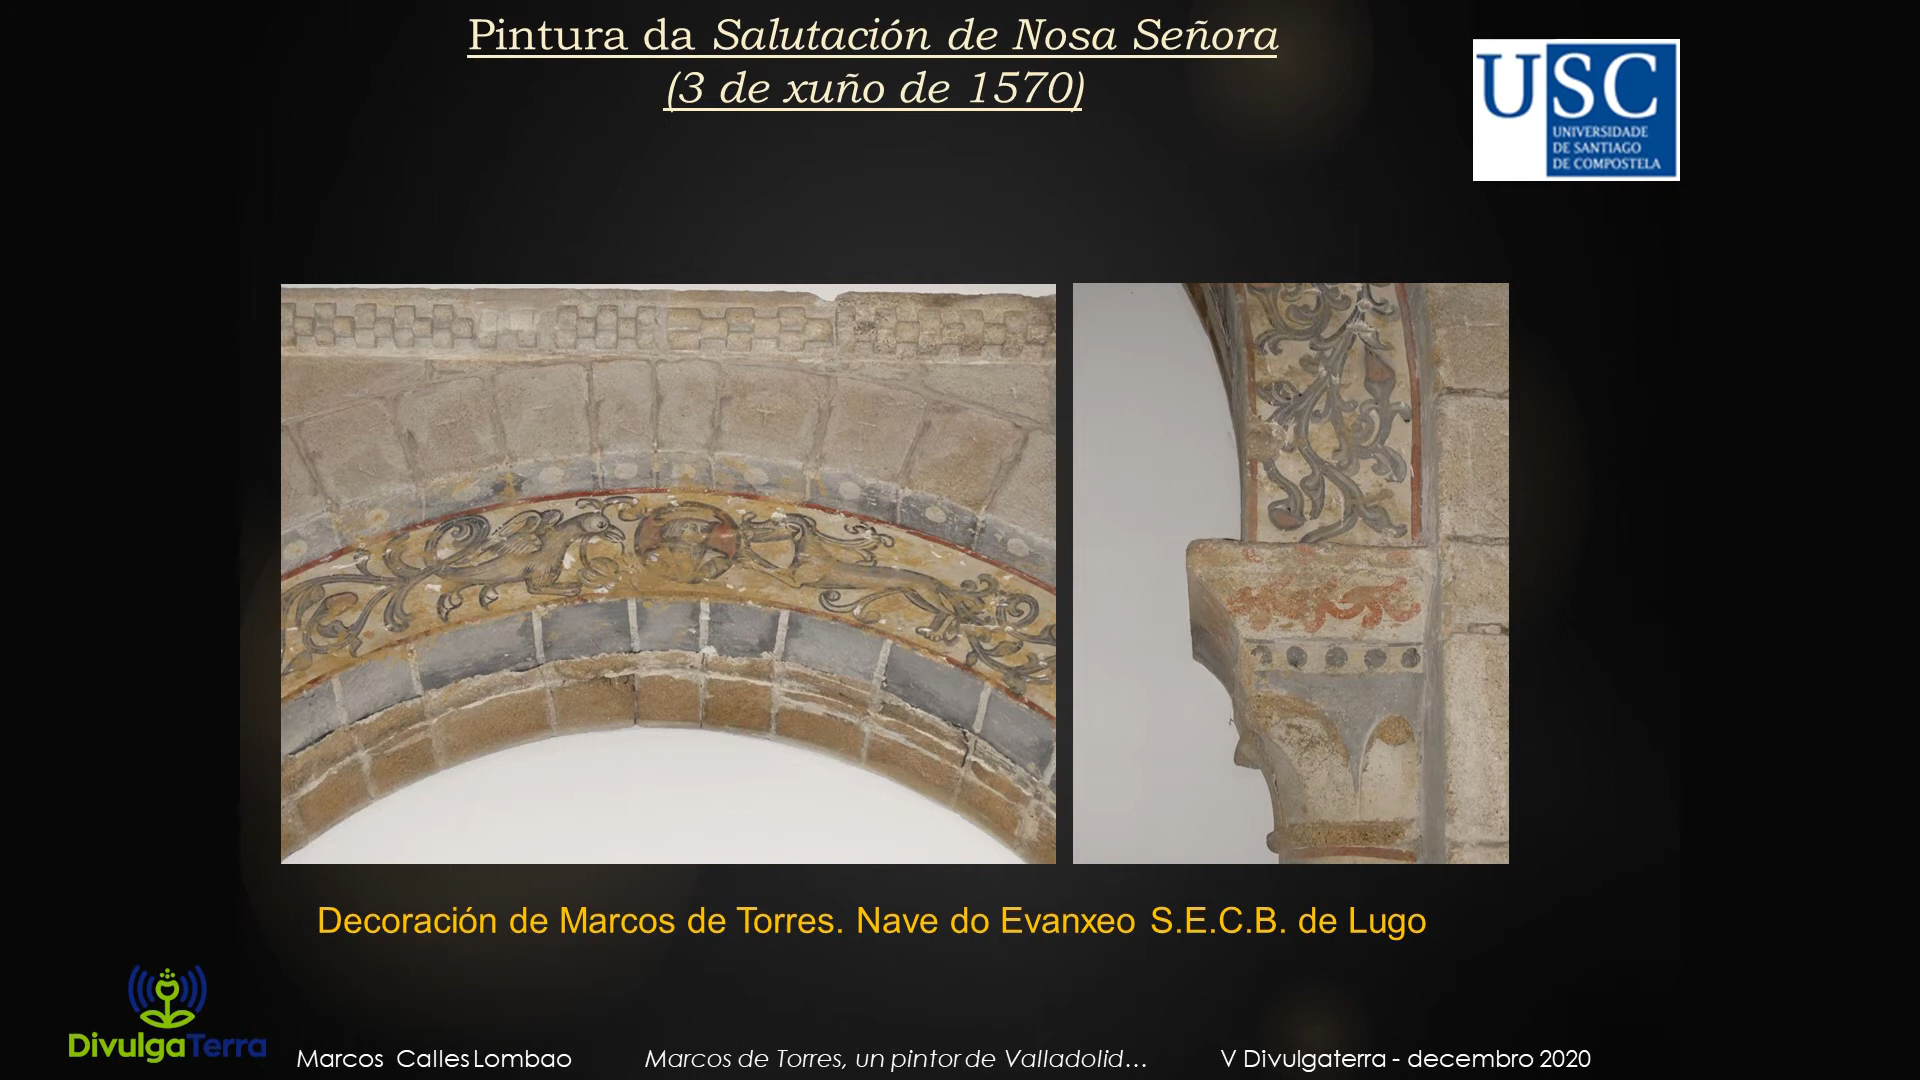 Pintura da Salutación de Nosa Señora
(3 de xuño de 1570)
USC
UNIVERSIDADE
DE SANTIAGO
DE COMPOSTELA
Decoración de Marcos de Torres. Nave do Evanxeo S.E.C.B. de Lugo
DivulgaTerra
Marcos Calles Lombao Marcos de Torres, un pintor de Valladolid… V Divulgaterra - decembro 2020